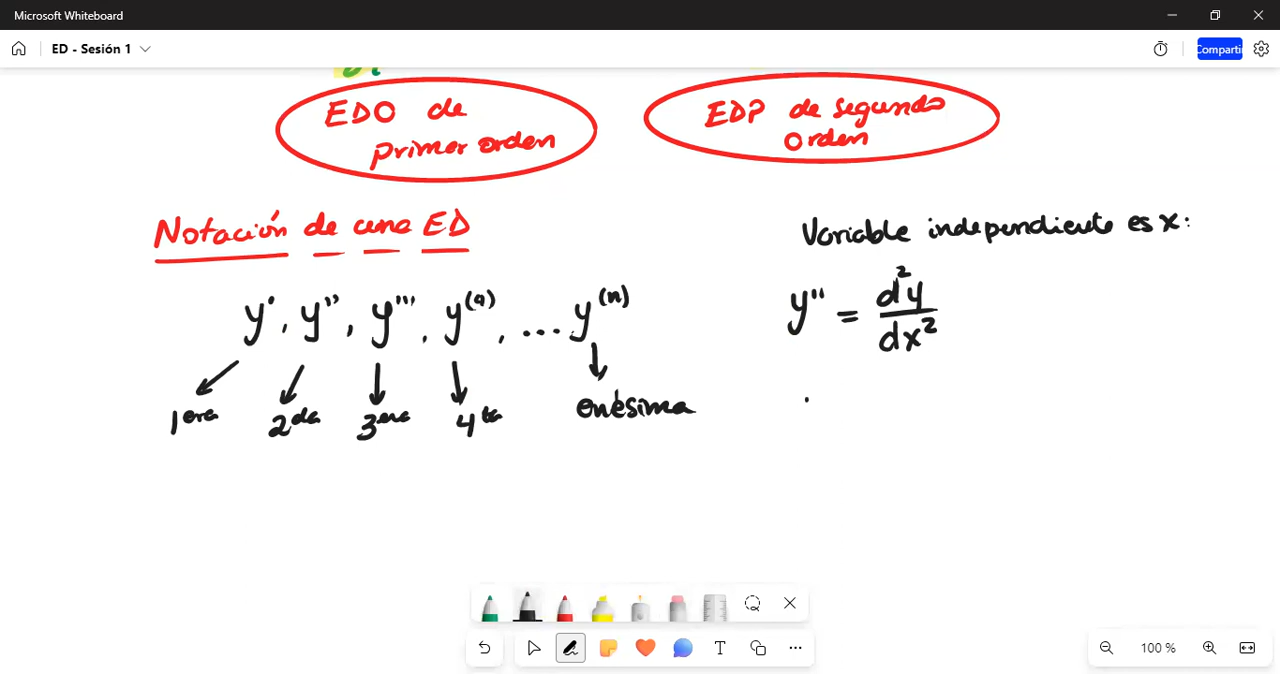 Microsoft Whiteboard
ED - Sesión 1
Compartir
EDO de
primer orden
EDP de segundo
Orden
Notación de una ED
Variable independiente es x:
y', y'', y''', y⁽⁴⁾, ... y⁽ⁿ⁾
y'' = d²y/dx²
1era 2da 3era 4ta enésima
100 %